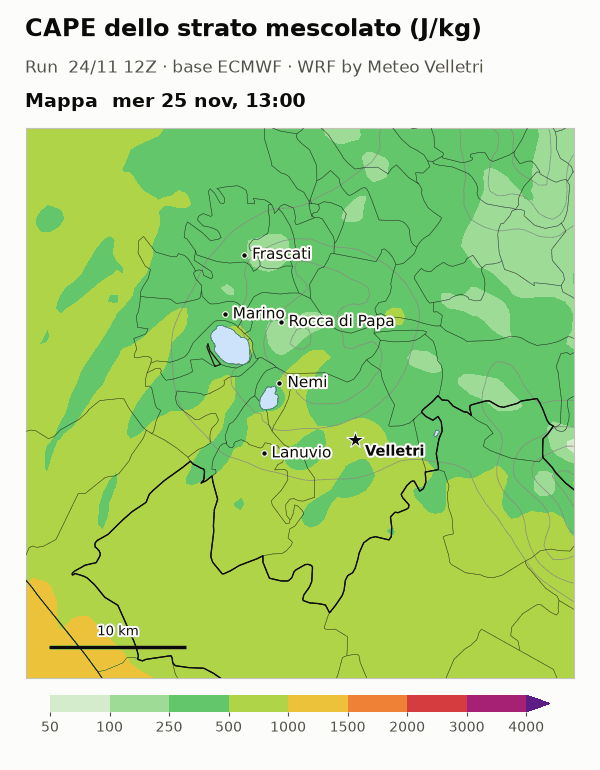 CAPE dello strato mescolato (J/kg)
Run  24/11 12Z · base ECMWF · WRF by Meteo Velletri
Mappa  mer 25 nov, 13:00
Frascati
Marino
Rocca di Papa
Nemi
Velletri
Lanuvio
10 km
50 100 250 500 1000 1500 2000 3000 4000